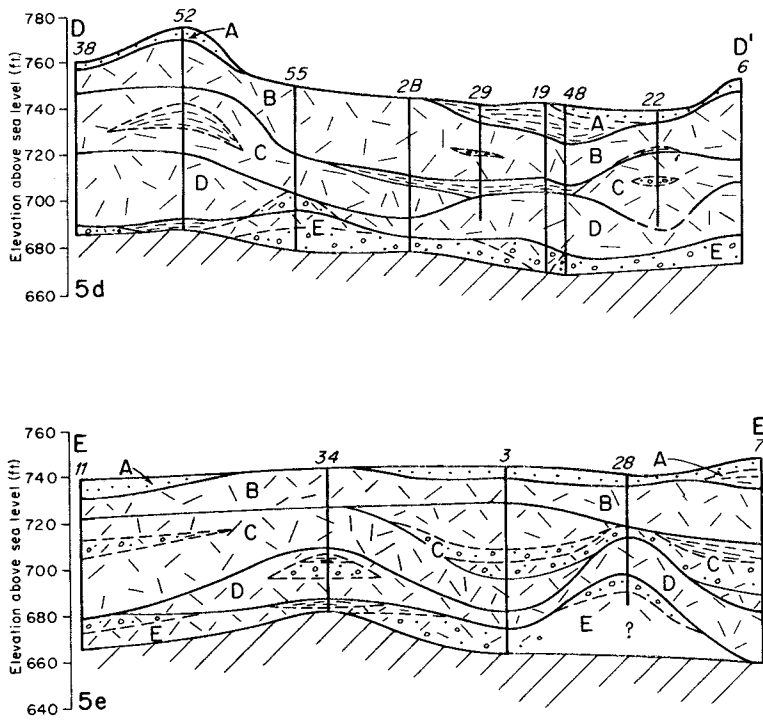 780
760
740
720
700
680
660
Elevation above sea level (ft)
D
D'
38
52
55
2B
29
19
48
22
6
A
B
C
D
E
A
B
C
D
E
5d
760
740
720
700
680
660
640
Elevation above sea level (ft)
E
E
11
34
3
28
7
A
B
C
D
E
A
B
C
D
C
E
?
5e